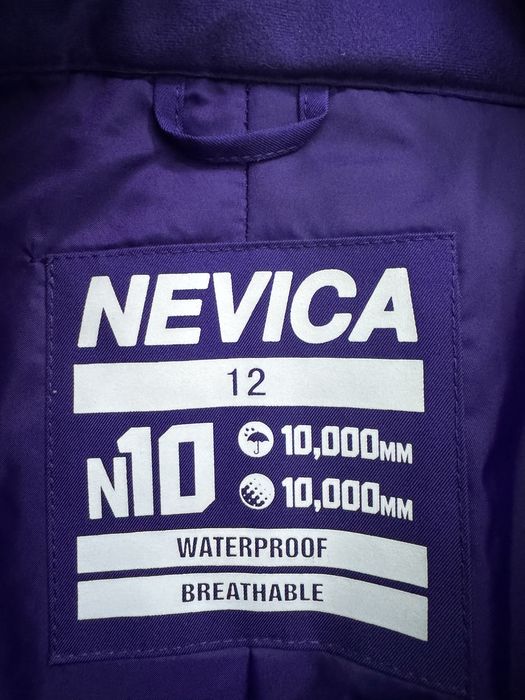 NEVICA
12
N10
10,000MM
10,000MM
WATERPROOF
BREATHABLE